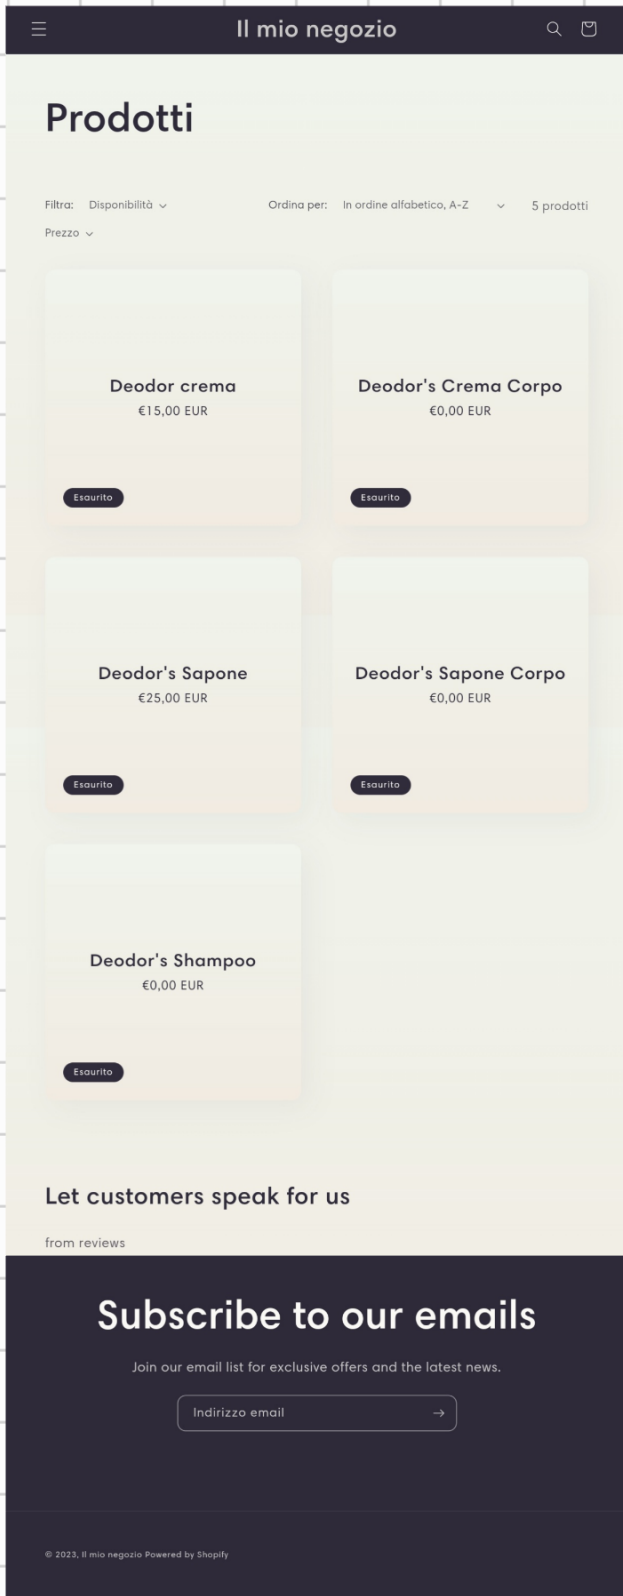 Il mio negozio
Prodotti
Filtra: Disponibilità
Ordina per: In ordine alfabetico, A-Z
5 prodotti
Prezzo
Deodor crema
€15,00 EUR
Esaurito
Deodor's Crema Corpo
€0,00 EUR
Esaurito
Deodor's Sapone
€25,00 EUR
Esaurito
Deodor's Sapone Corpo
€0,00 EUR
Esaurito
Deodor's Shampoo
€0,00 EUR
Esaurito
Let customers speak for us
from reviews
Subscribe to our emails
Join our email list for exclusive offers and the latest news.
Indirizzo email
© 2023, Il mio negozio Powered by Shopify